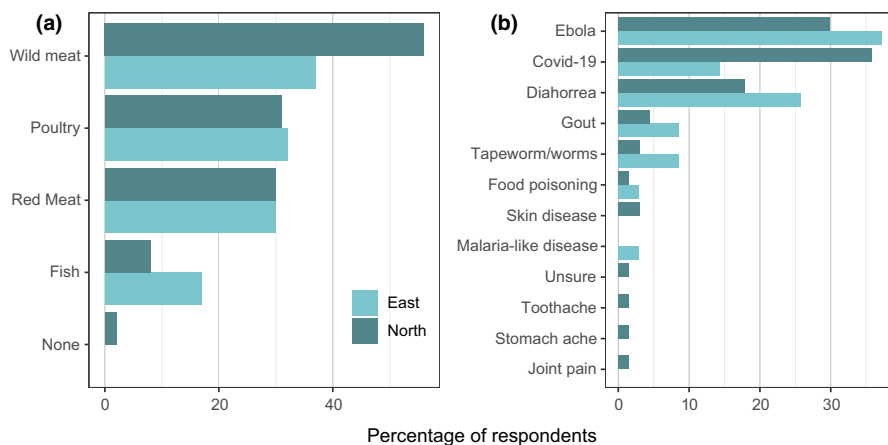 (a)
Wild meat
Poultry
Red Meat
Fish
None
East
North
0
20
40
(b)
Ebola
Covid-19
Diahorrea
Gout
Tapeworm/worms
Food poisoning
Skin disease
Malaria-like disease
Unsure
Toothache
Stomach ache
Joint pain
0
10
20
30
Percentage of respondents